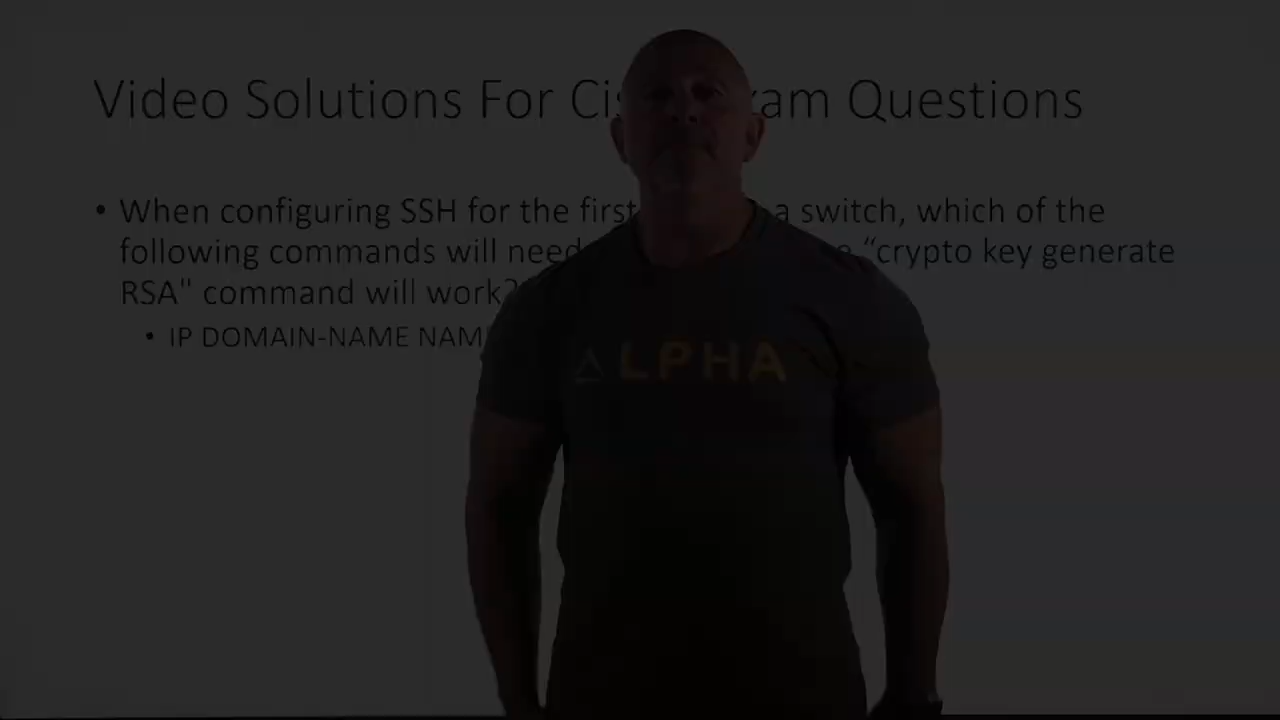 Video Solutions For Cis am Questions
• When configuring SSH for the first a switch, which of the
following commands will need “crypto key generate
RSA" command will work?
• IP DOMAIN-NAME NAM
ALPHA